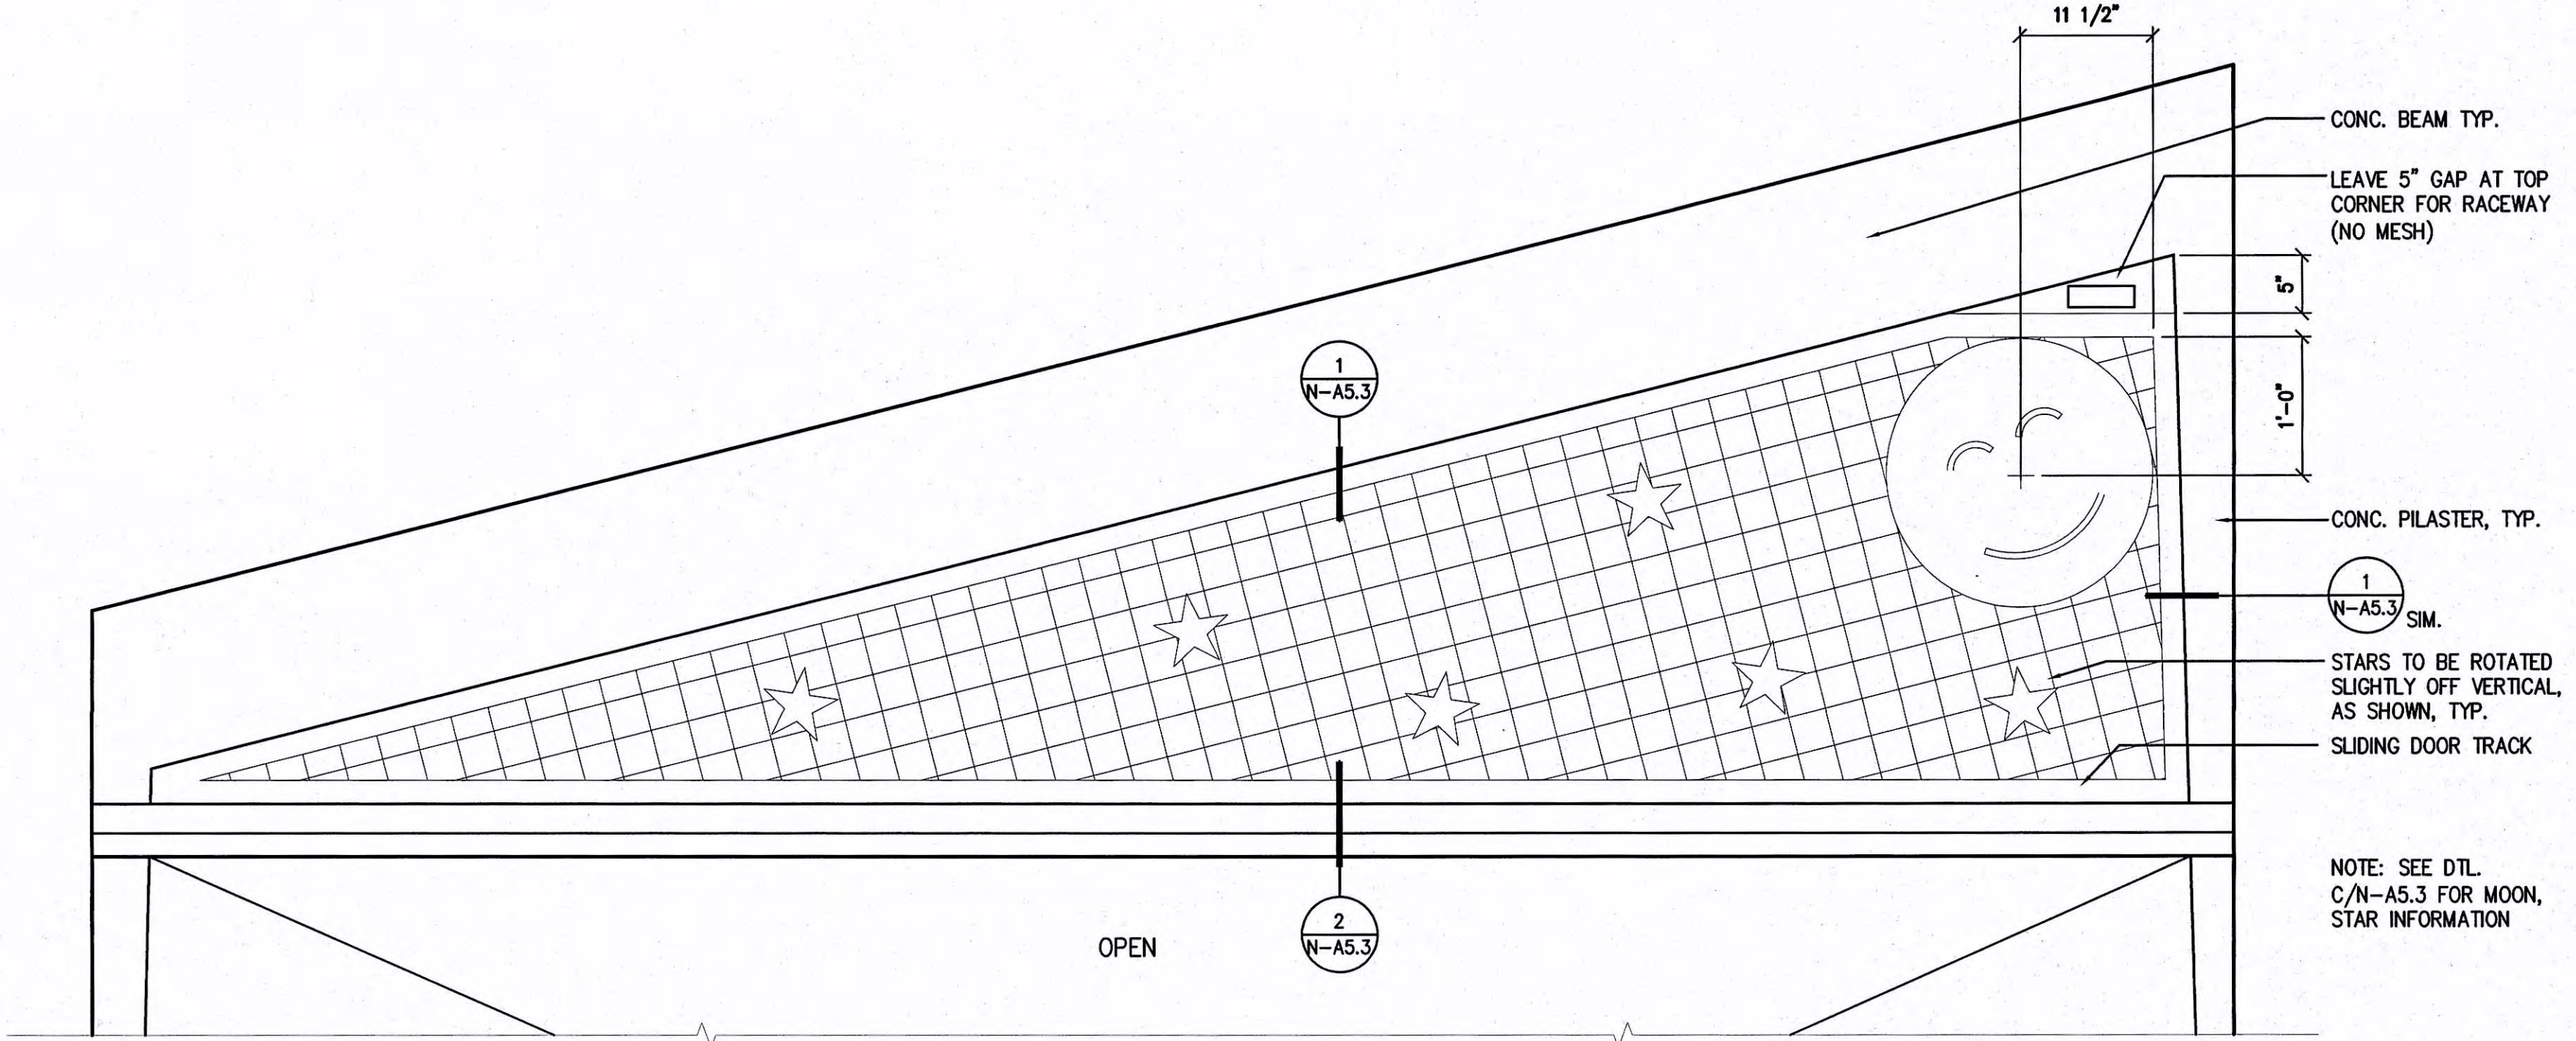 11 1/2"
CONC. BEAM TYP.
LEAVE 5" GAP AT TOP
CORNER FOR RACEWAY
(NO MESH)
5"
1
N-A5.3
1'-0"
CONC. PILASTER, TYP.
1
N-A5.3
SIM.
STARS TO BE ROTATED
SLIGHTLY OFF VERTICAL,
AS SHOWN, TYP.
SLIDING DOOR TRACK
NOTE: SEE DTL.
C/N-A5.3 FOR MOON,
STAR INFORMATION
OPEN
2
N-A5.3